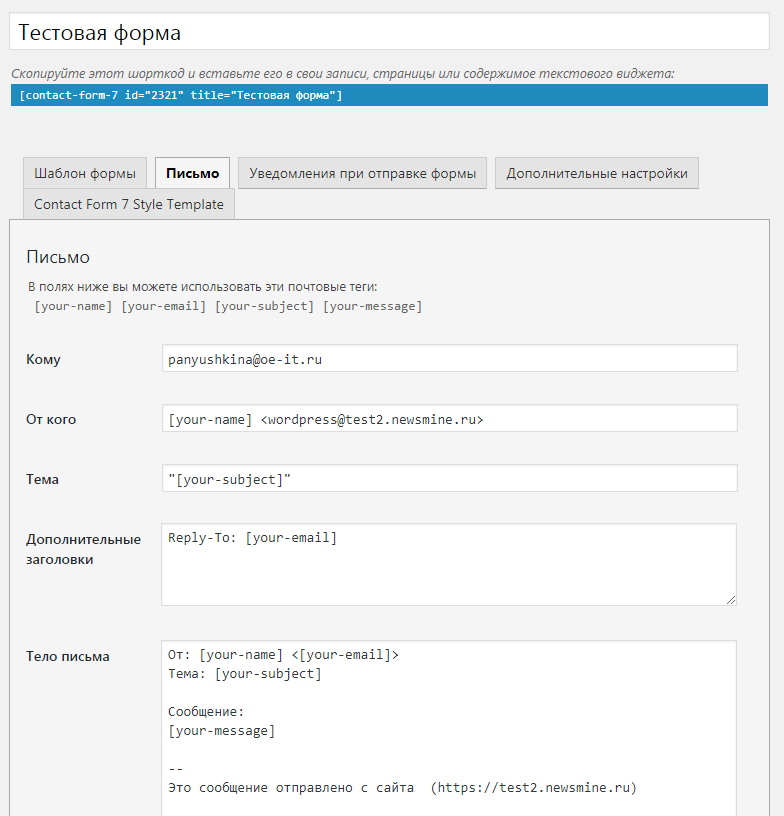 Тестовая форма
Скопируйте этот шорткод и вставьте его в свои записи, страницы или содержимое текстового виджета:
[contact-form-7 id="2321" title="Тестовая форма"]
Шаблон формы Письмо Уведомления при отправке формы Дополнительные настройки
Contact Form 7 Style Template
Письмо
В полях ниже вы можете использовать эти почтовые теги:
[your-name] [your-email] [your-subject] [your-message]
Кому panyushkina@oe-it.ru
От кого [your-name] <wordpress@test2.newsmine.ru>
Тема "[your-subject]"
Дополнительные заголовки Reply-To: [your-email]
Тело письма От: [your-name] <[your-email]>
Тема: [your-subject]
Сообщение:
[your-message]
--
Это сообщение отправлено с сайта (https://test2.newsmine.ru)